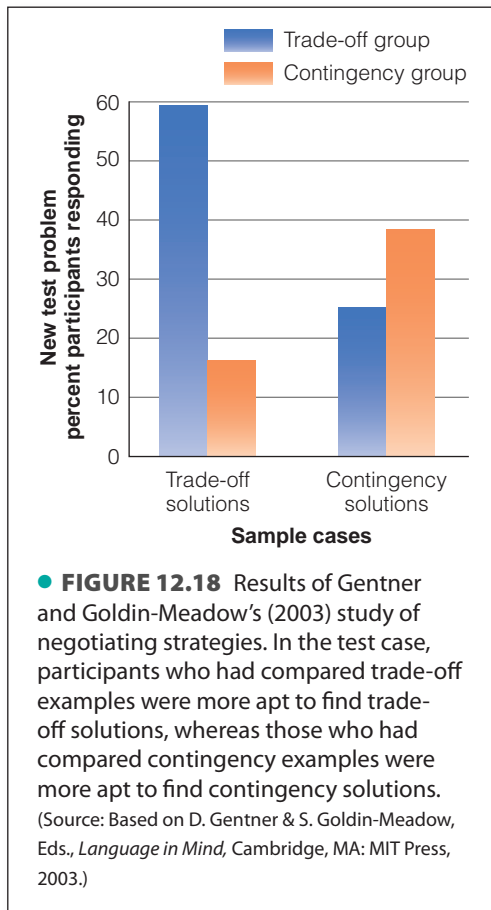 Trade-off group
Contingency group
New test problem
percent participants responding
60
50
40
30
20
10
0
Trade-off
solutions
Contingency
solutions
Sample cases
● FIGURE 12.18 Results of Gentner
and Goldin-Meadow’s (2003) study of
negotiating strategies. In the test case,
participants who had compared trade-off
examples were more apt to find trade-
off solutions, whereas those who had
compared contingency examples were
more apt to find contingency solutions.
(Source: Based on D. Gentner & S. Goldin-Meadow,
Eds., Language in Mind, Cambridge, MA: MIT Press,
2003.)